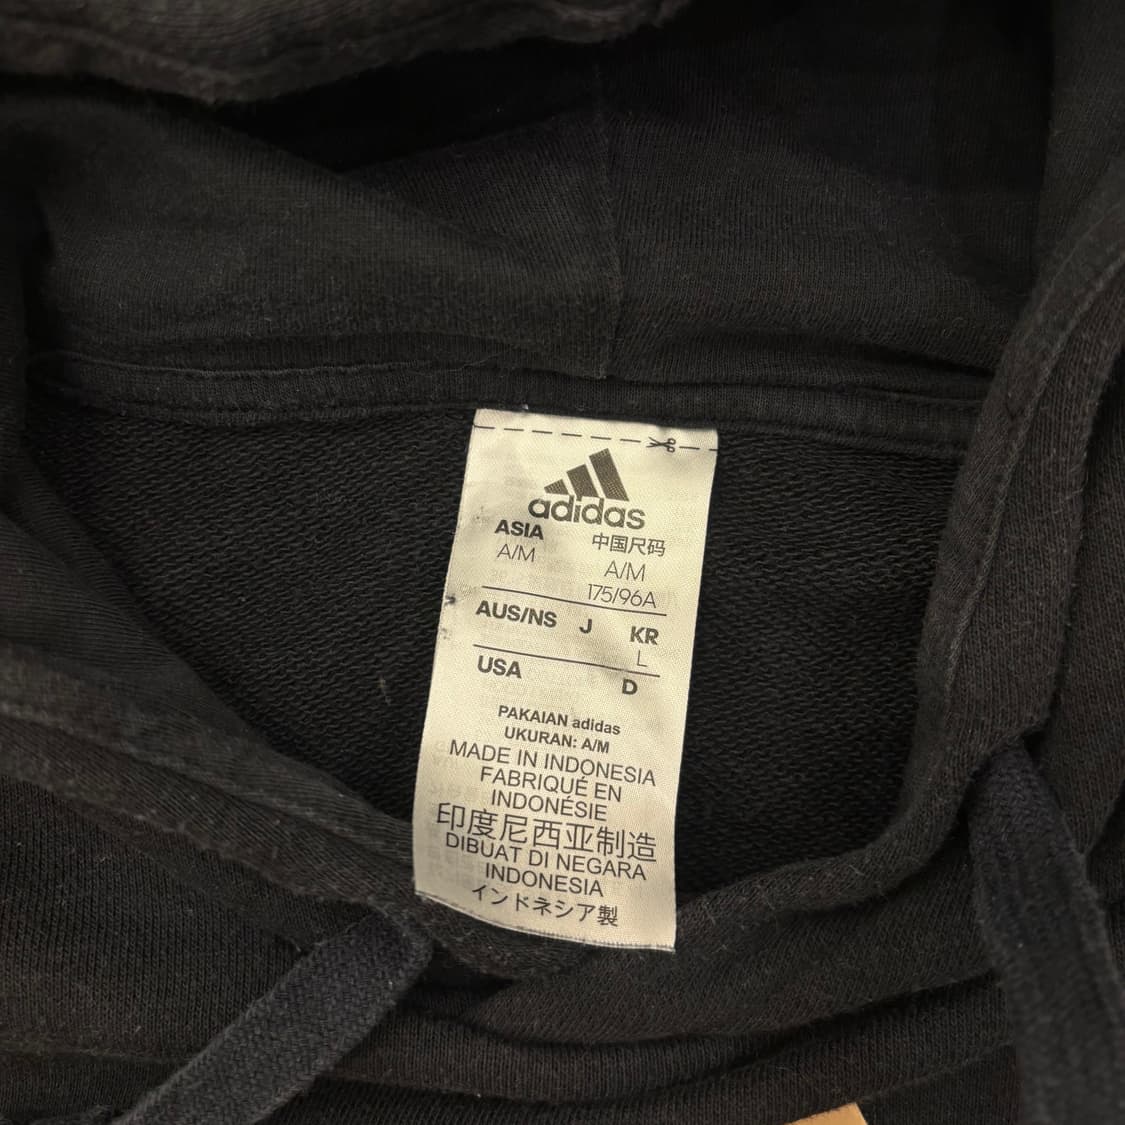 adidas
ASIA 中国尺码
A/M A/M
175/96A
AUS/NS J KR
L
USA D
PAKAIAN adidas
UKURAN: A/M
MADE IN INDONESIA
FABRIQUÉ EN
INDONÉSIE
印度尼西亚制造
DIBUAT DI NEGARA
INDONESIA
インドネシア製